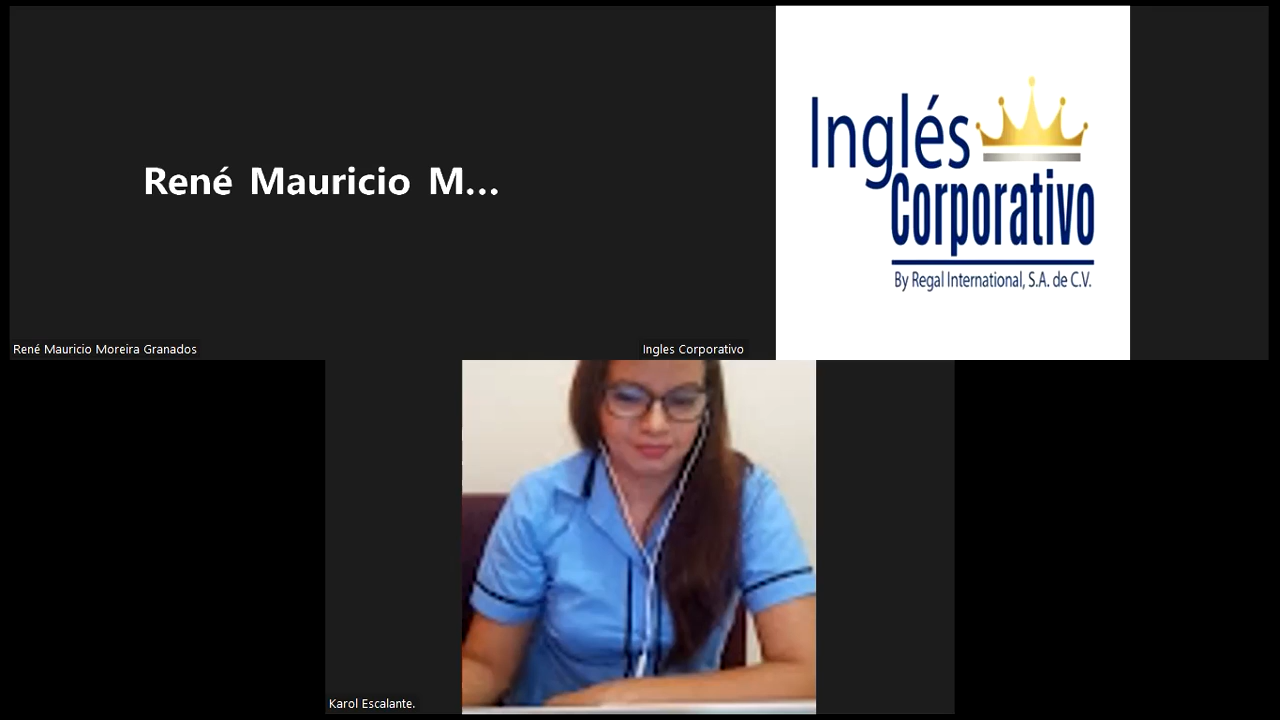 René Mauricio M...
Inglés
Corporativo
By Regal International, S.A. de C.V.
René Mauricio Moreira Granados
Ingles Corporativo
Karol Escalante.